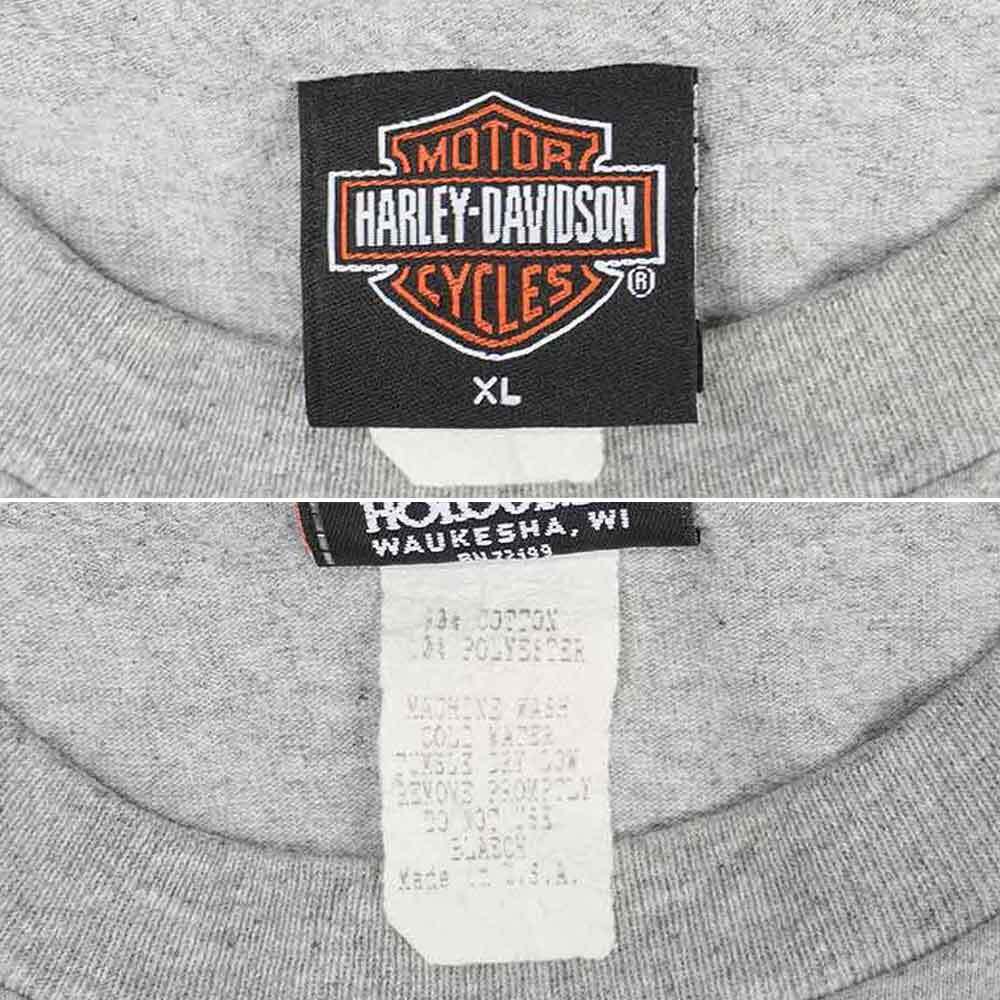 MOTOR
HARLEY-DAVIDSON
CYCLES
®
XL
WAUKESHA, WI
COTTON
POLYESTER
MACHINE WASH
COLD WATER
TUMBLE DRY LOW
REMOVE PROMPTLY
DO NOT USE
BLEACH
Made in U.S.A.